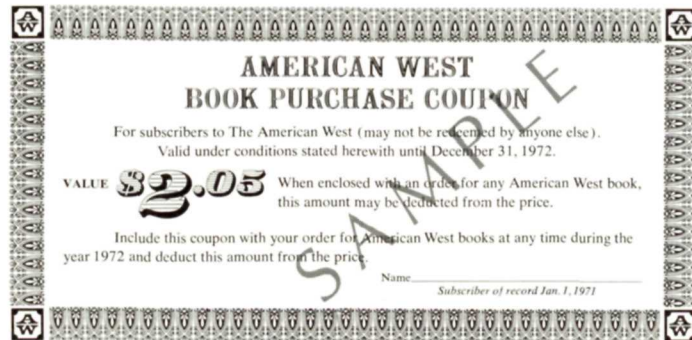 AW
AW
AMERICAN WEST
BOOK PURCHASE COUPON
For subscribers to The American West (may not be redeemed by anyone else).
Valid under conditions stated herewith until December 31, 1972.
VALUE $2.05
When enclosed with an order for any American West book,
this amount may be deducted from the price.
Include this coupon with your order for American West books at any time during the
year 1972 and deduct this amount from the price.
Name
Subscriber of record Jan. 1, 1971
SAMPLE
AW
AW